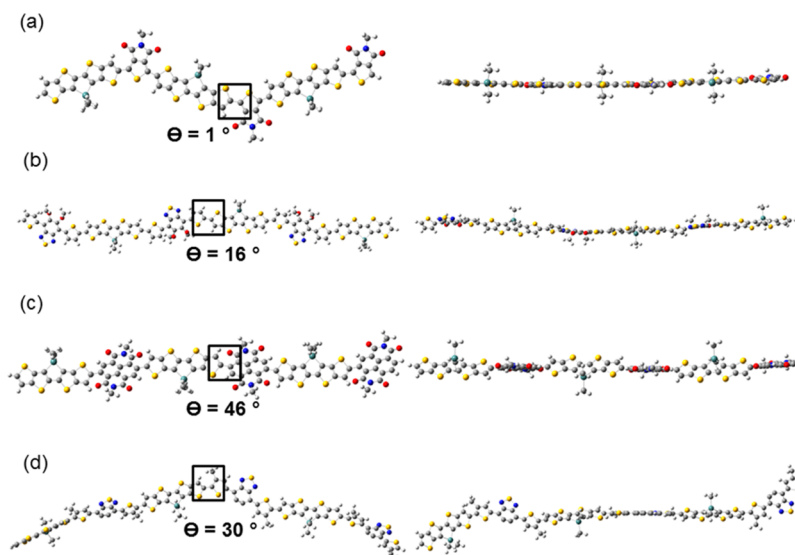 (a)
Ɵ = 1 °
(b)
Ɵ = 16 °
(c)
Ɵ = 46 °
(d)
Ɵ = 30 °